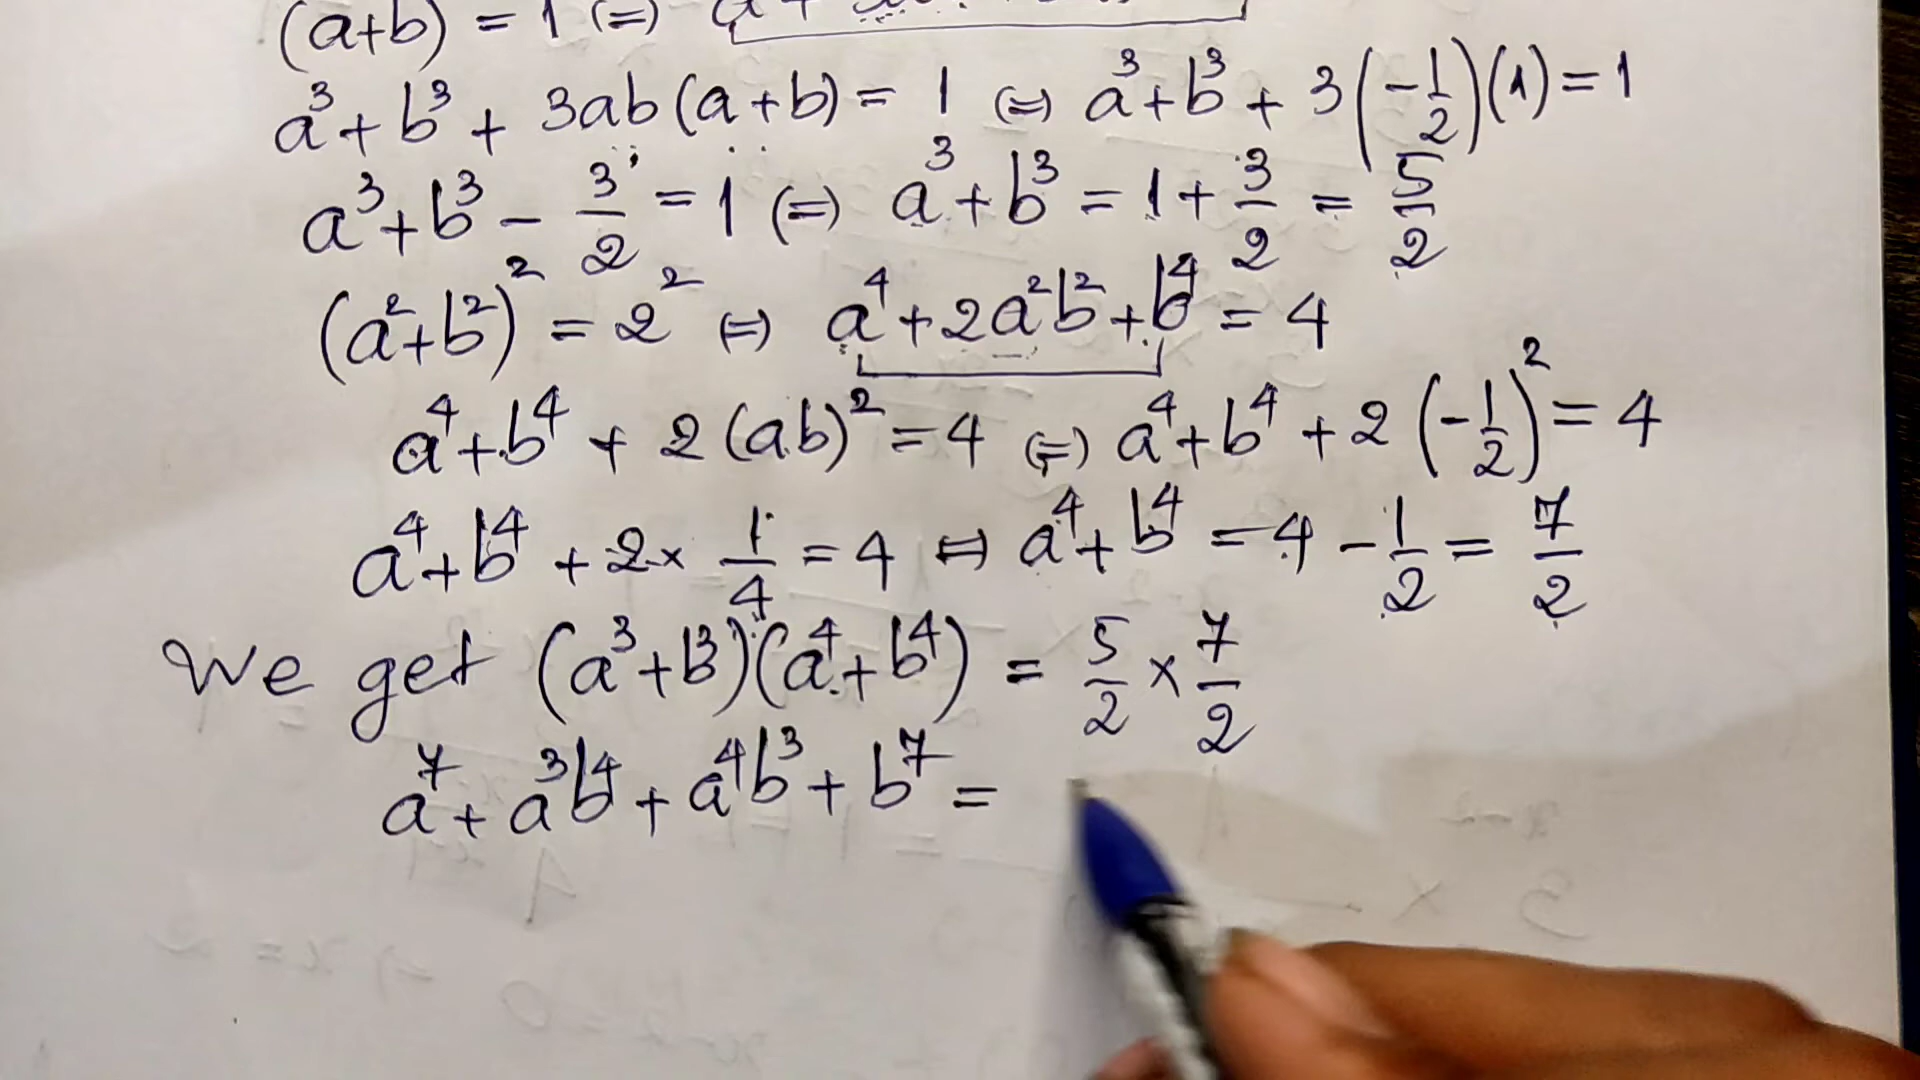 (a+b) = 1 (=)
a³ + b³ + 3ab(a+b) = 1 (=) a³+b³ + 3(-1/2)(1) = 1
a³+b³ - 3/2 = 1 (=) a³+b³ = 1 + 3/2 = 5/2
(a²+b²)² = 2² (=) a⁴+2a²b²+b⁴ = 4
a⁴+b⁴ + 2(ab)² = 4 (=) a⁴+b⁴ + 2(-1/2)² = 4
a⁴+b⁴ + 2× 1/4 = 4 (=) a⁴+b⁴ = 4 - 1/2 = 7/2
We get (a³+b³)(a⁴+b⁴) = 5/2 × 7/2
a⁷ + a³b⁴ + a⁴b³ + b⁷ =